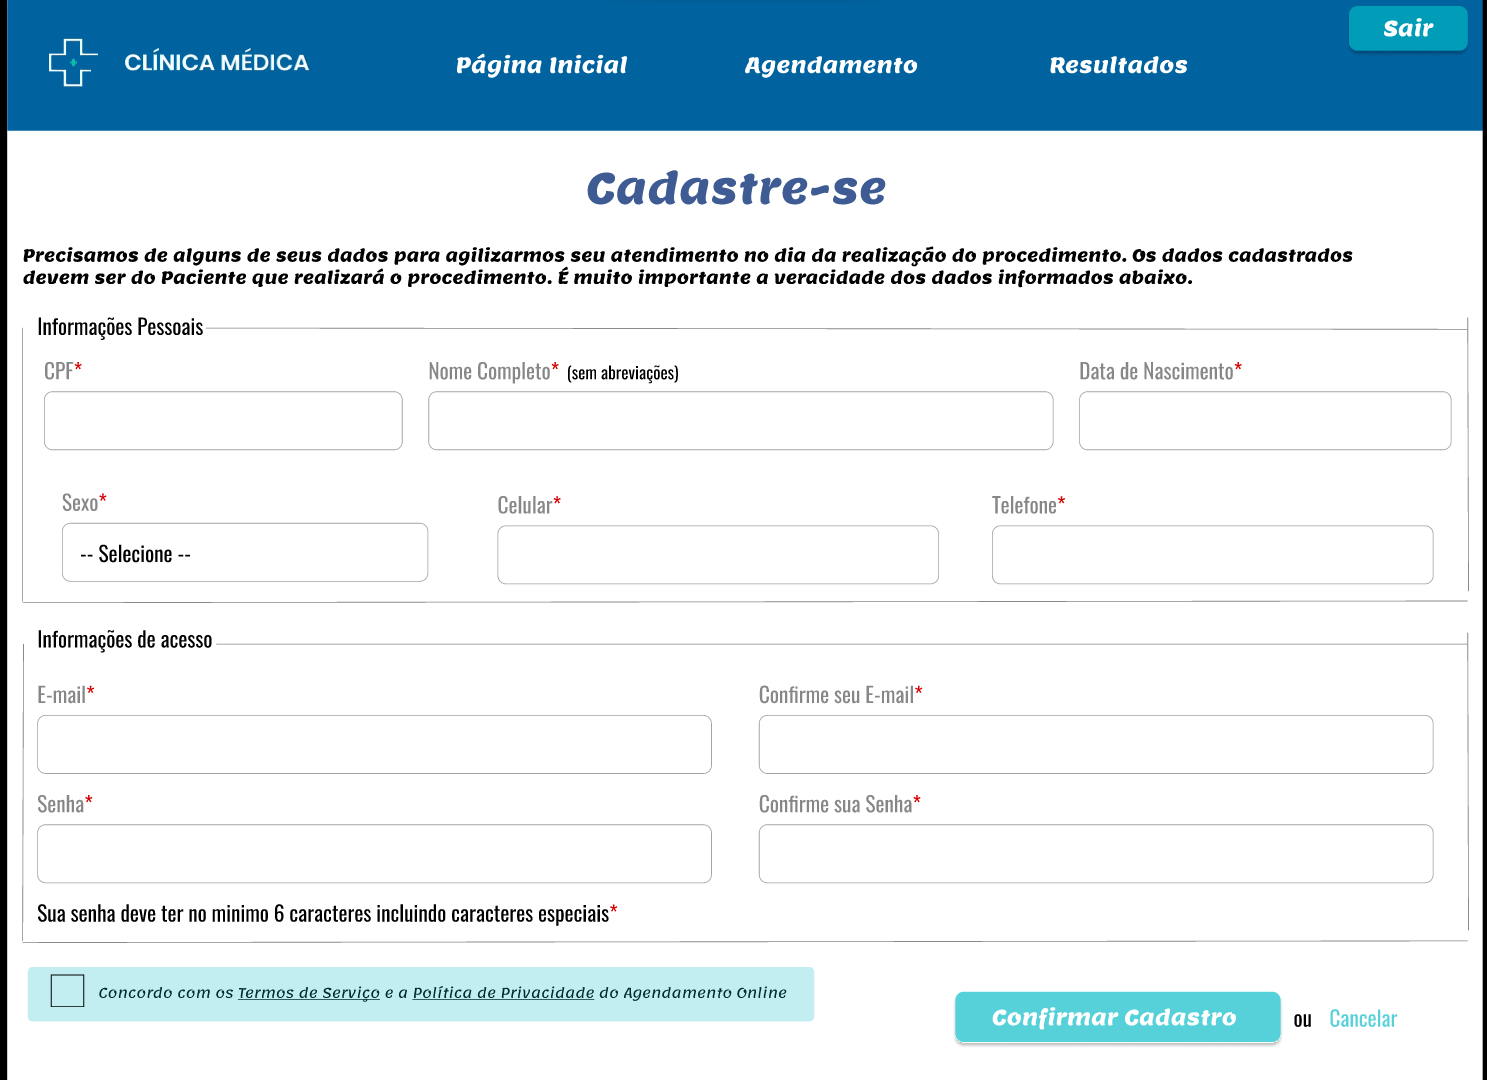 Sair
CLÍNICA MÉDICA Página Inicial Agendamento Resultados
Cadastre-se
Precisamos de alguns de seus dados para agilizarmos seu atendimento no dia da realização do procedimento. Os dados cadastrados
devem ser do Paciente que realizará o procedimento. É muito importante a veracidade dos dados informados abaixo.
Informações Pessoais
CPF* Nome Completo* (sem abreviações) Data de Nascimento*
Sexo* Celular* Telefone*
-- Selecione --
Informações de acesso
E-mail* Confirme seu E-mail*
Senha* Confirme sua Senha*
Sua senha deve ter no minimo 6 caracteres incluindo caracteres especiais*
Concordo com os Termos de Serviço e a Política de Privacidade do Agendamento Online
Confirmar Cadastro ou Cancelar